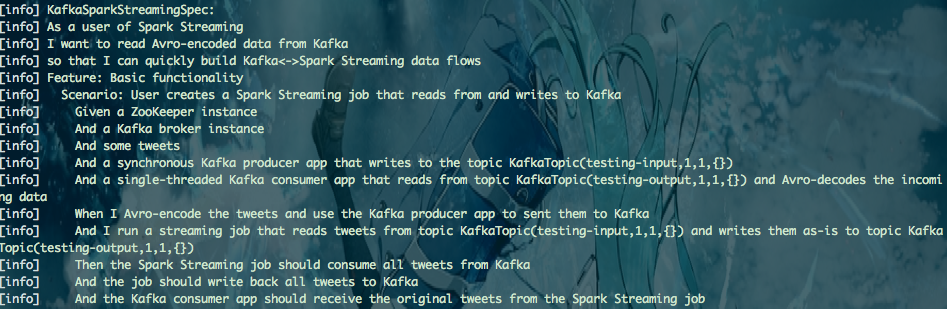 [info] KafkaSparkStreamingSpec:
[info] As a user of Spark Streaming
[info] I want to read Avro-encoded data from Kafka
[info] so that I can quickly build Kafka<->Spark Streaming data flows
[info] Feature: Basic functionality
[info]   Scenario: User creates a Spark Streaming job that reads from and writes to Kafka
[info]     Given a ZooKeeper instance
[info]     And a Kafka broker instance
[info]     And some tweets
[info]     And a synchronous Kafka producer app that writes to the topic KafkaTopic(testing-input,1,1,{})
[info]     And a single-threaded Kafka consumer app that reads from topic KafkaTopic(testing-output,1,1,{}) and Avro-decodes the incomi
ng data
[info]     When I Avro-encode the tweets and use the Kafka producer app to sent them to Kafka
[info]     And I run a streaming job that reads tweets from topic KafkaTopic(testing-input,1,1,{}) and writes them as-is to topic Kafka
Topic(testing-output,1,1,{})
[info]     Then the Spark Streaming job should consume all tweets from Kafka
[info]     And the job should write back all tweets to Kafka
[info]     And the Kafka consumer app should receive the original tweets from the Spark Streaming job